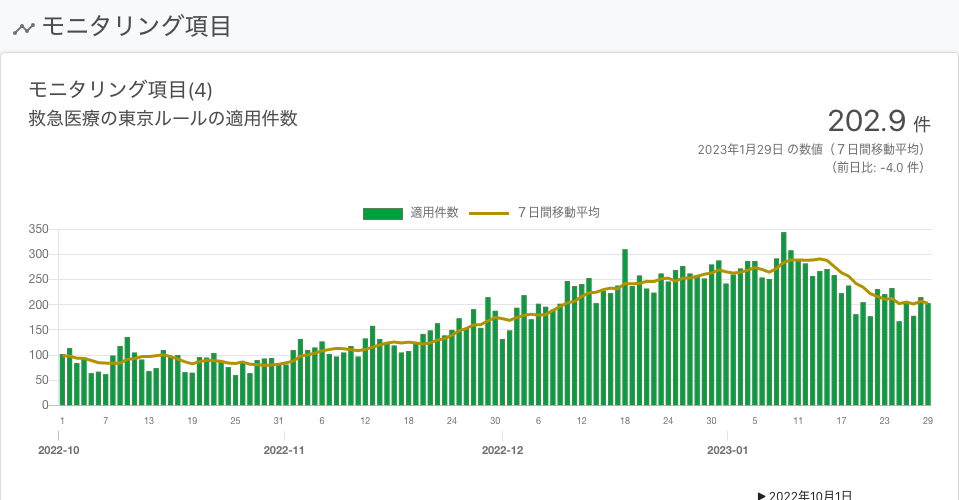 モニタリング項目
モニタリング項目(4)
救急医療の東京ルールの適用件数
202.9 件
2023年1月29日 の数値（７日間移動平均）
（前日比: -4.0 件）
適用件数 ７日間移動平均
350
300
250
200
150
100
50
0
1 7 13 19 25 31 6 12 18 24 30 6 12 18 24 30 5 11 17 23 29
2022-10 2022-11 2022-12 2023-01
▶ 2022年10月1日